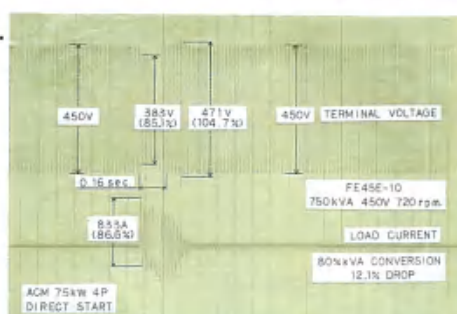 450V
383V
(85.1%)
471V
(104.7%)
450V
TERMINAL VOLTAGE
0.16 sec
FE45E-10
750kVA 450V 720rpm.
833A
(86.6%)
LOAD CURRENT
80%kVA CONVERSION
12.1% DROP
ACM 75kW 4P
DIRECT START